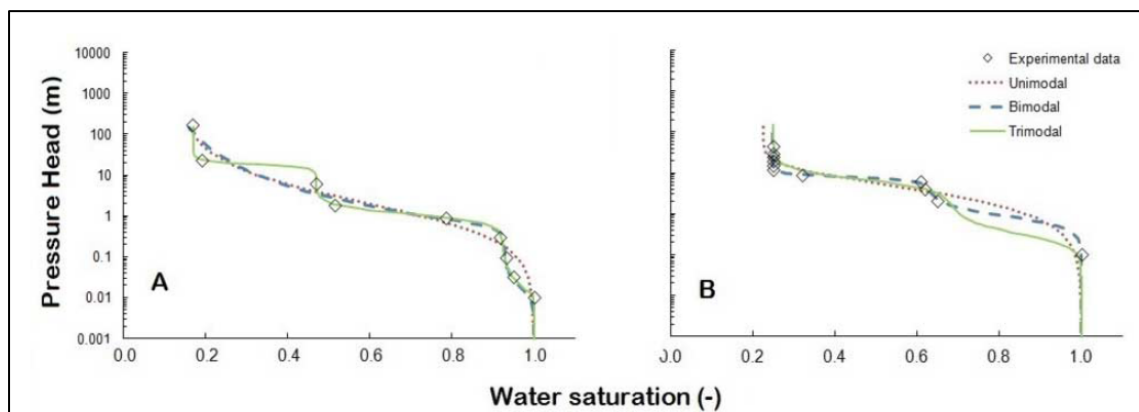 Pressure Head (m)
10000
1000
100
10
1
0.1
0.01
0.001
A
0.0 0.2 0.4 0.6 0.8 1.0
Experimental data
Unimodal
Bimodal
Trimodal
B
0.0 0.2 0.4 0.6 0.8 1.0
Water saturation (-)